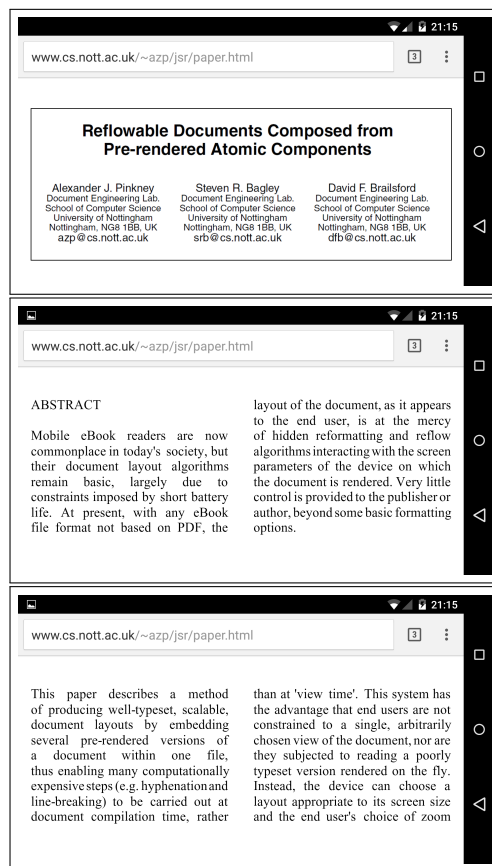 21:15
www.cs.nott.ac.uk/~azp/jsr/paper.html
3
Reflowable Documents Composed from
Pre-rendered Atomic Components
Alexander J. Pinkney
Document Engineering Lab.
School of Computer Science
University of Nottingham
Nottingham, NG8 1BB, UK
azp@cs.nott.ac.uk
Steven R. Bagley
Document Engineering Lab.
School of Computer Science
University of Nottingham
Nottingham, NG8 1BB, UK
srb@cs.nott.ac.uk
David F. Brailsford
Document Engineering Lab.
School of Computer Science
University of Nottingham
Nottingham, NG8 1BB, UK
dfb@cs.nott.ac.uk
21:15
www.cs.nott.ac.uk/~azp/jsr/paper.html
3
ABSTRACT
Mobile eBook readers are now
commonplace in today's society, but
their document layout algorithms
remain basic, largely due to
constraints imposed by short battery
life. At present, with any eBook
file format not based on PDF, the
layout of the document, as it appears
to the end user, is at the mercy
of hidden reformatting and reflow
algorithms interacting with the screen
parameters of the device on which
the document is rendered. Very little
control is provided to the publisher or
author, beyond some basic formatting
options.
21:15
www.cs.nott.ac.uk/~azp/jsr/paper.html
3
This paper describes a method
of producing well-typeset, scalable,
document layouts by embedding
several pre-rendered versions of
a document within one file,
thus enabling many computationally
expensive steps (e.g. hyphenation and
line-breaking) to be carried out at
document compilation time, rather
than at 'view time'. This system has
the advantage that end users are not
constrained to a single, arbitrarily
chosen view of the document, nor are
they subjected to reading a poorly
typeset version rendered on the fly.
Instead, the device can choose a
layout appropriate to its screen size
and the end user's choice of zoom